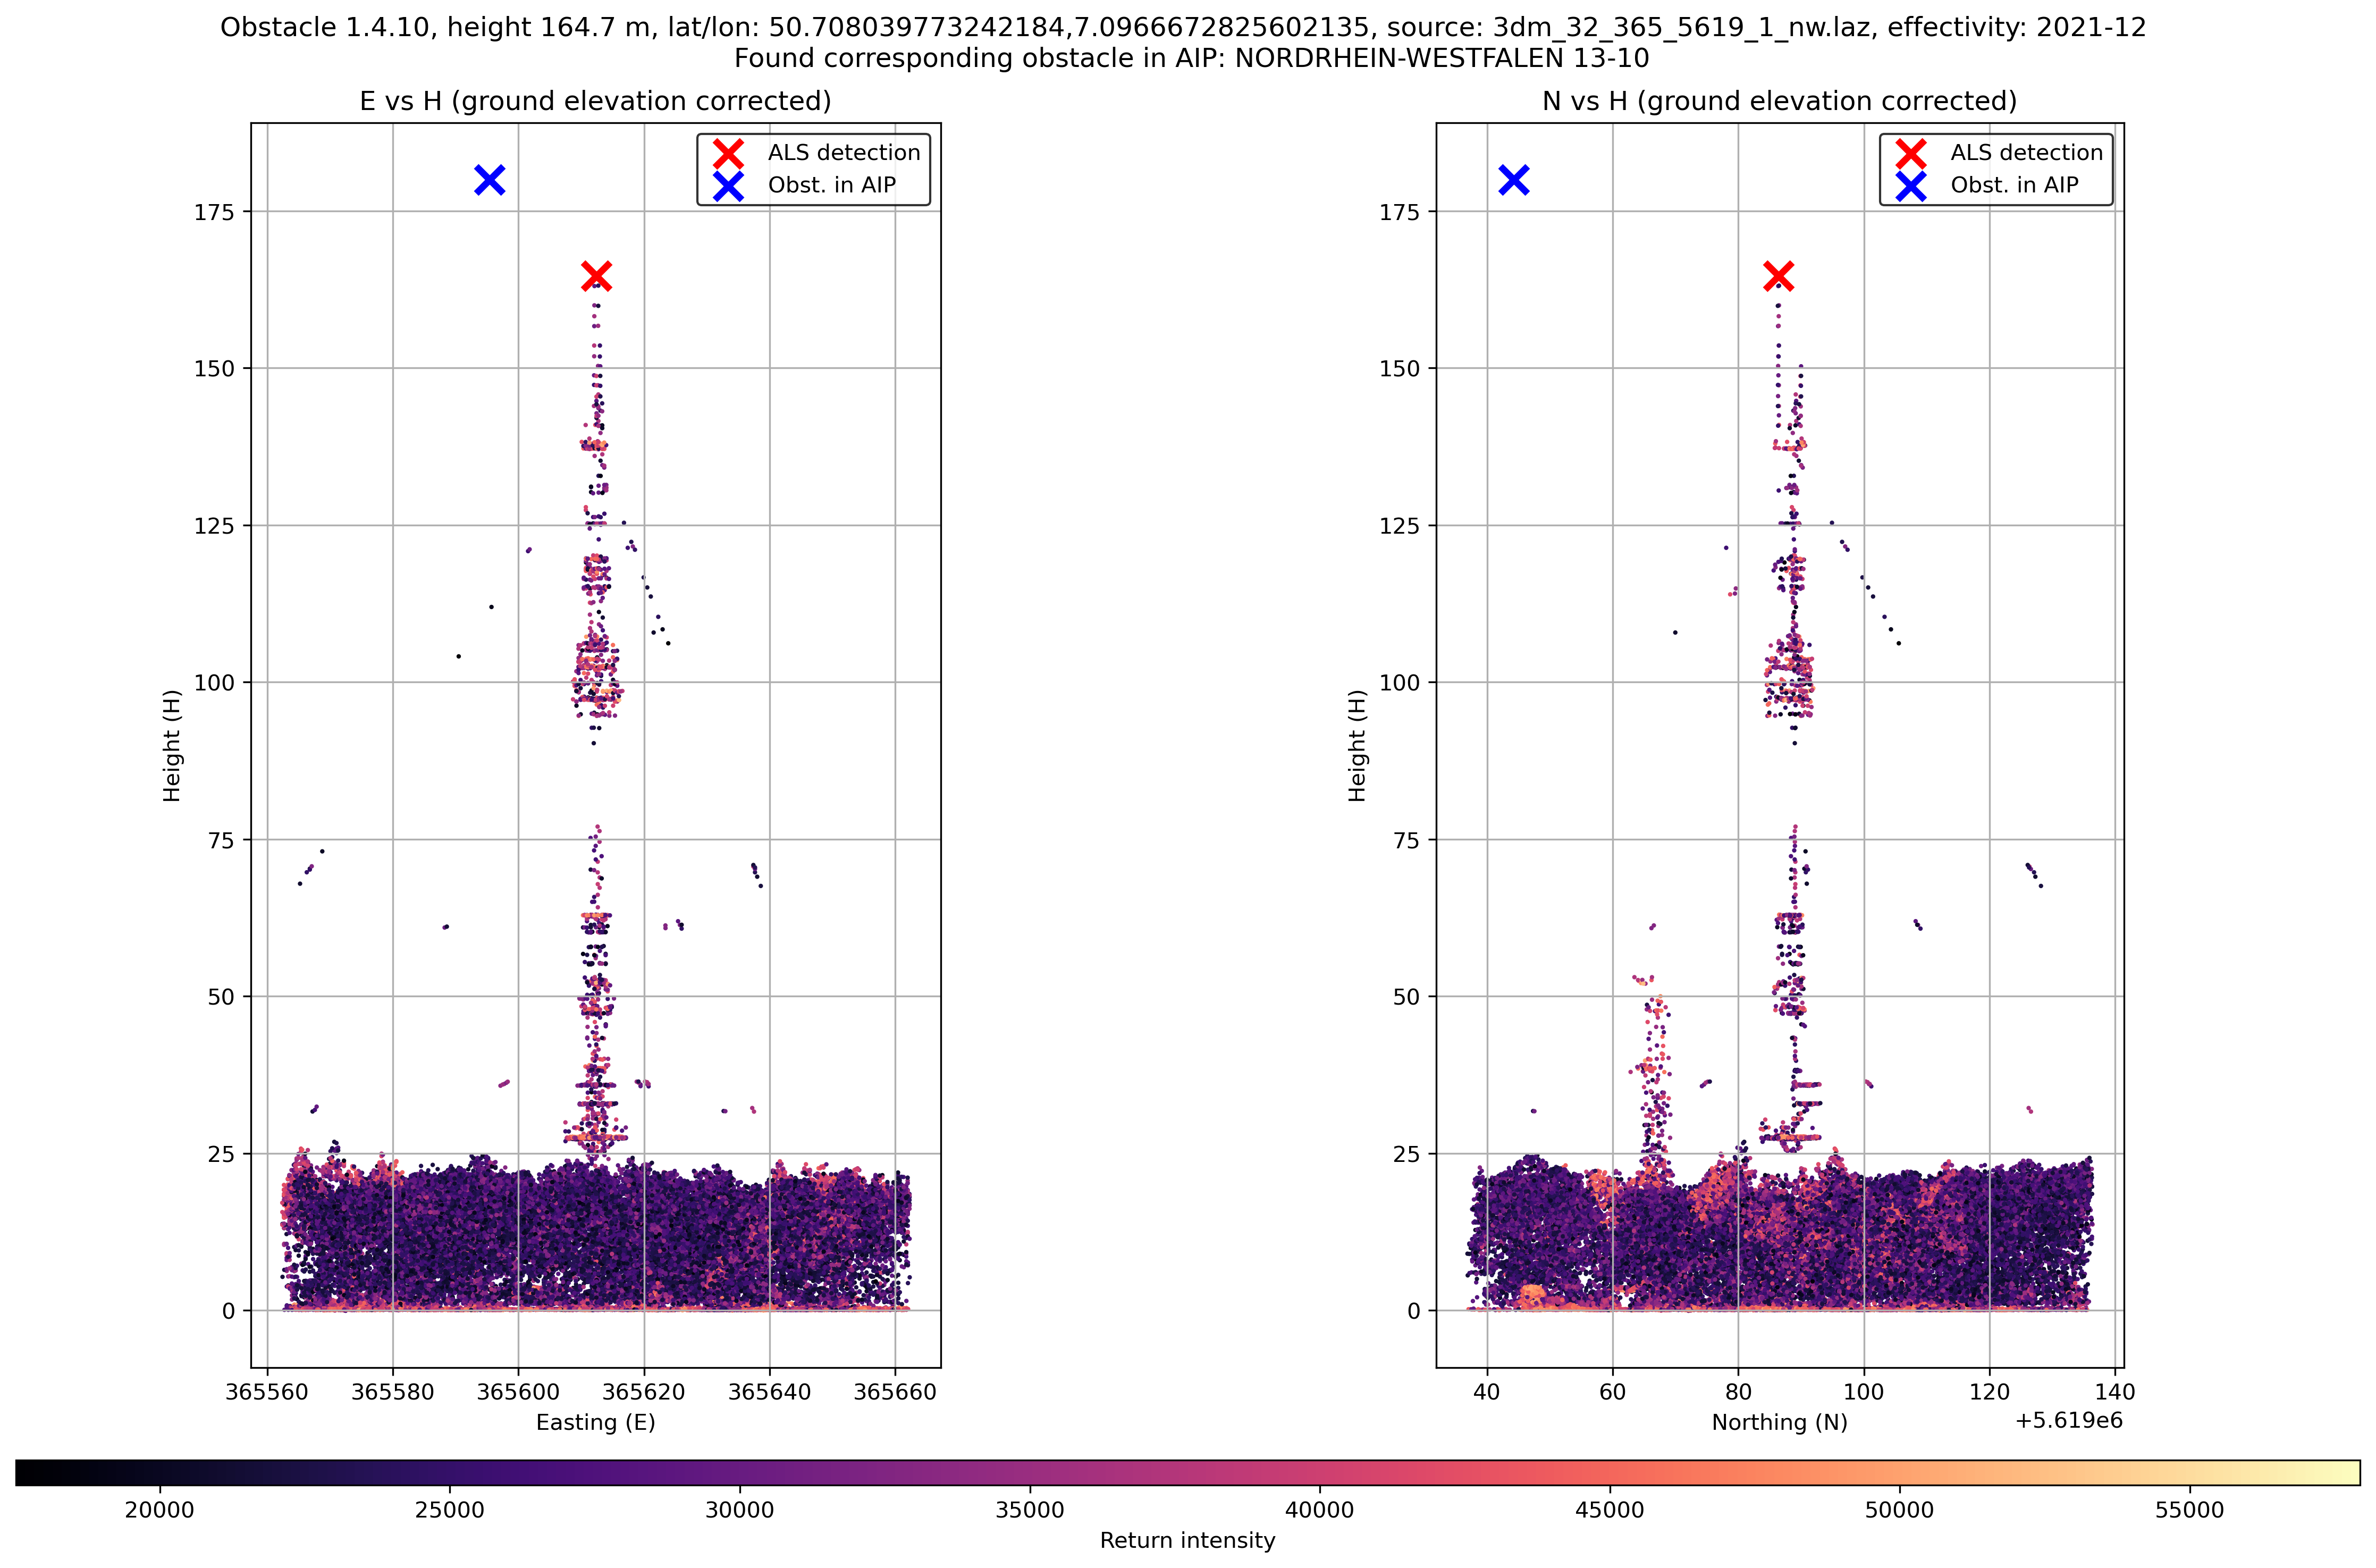 Obstacle 1.4.10, height 164.7 m, lat/lon: 50.708039773242184,7.0966672825602135, source: 3dm_32_365_5619_1_nw.laz, effectivity: 2021-12
Found corresponding obstacle in AIP: NORDRHEIN-WESTFALEN 13-10
E vs H (ground elevation corrected)
ALS detection
Obst. in AIP
175
150
125
100
75
50
25
0
Height (H)
365560 365580 365600 365620 365640 365660
Easting (E)
N vs H (ground elevation corrected)
ALS detection
Obst. in AIP
175
150
125
100
75
50
25
0
Height (H)
40 60 80 100 120 140
+5.619e6
Northing (N)
20000 25000 30000 35000 40000 45000 50000 55000
Return intensity